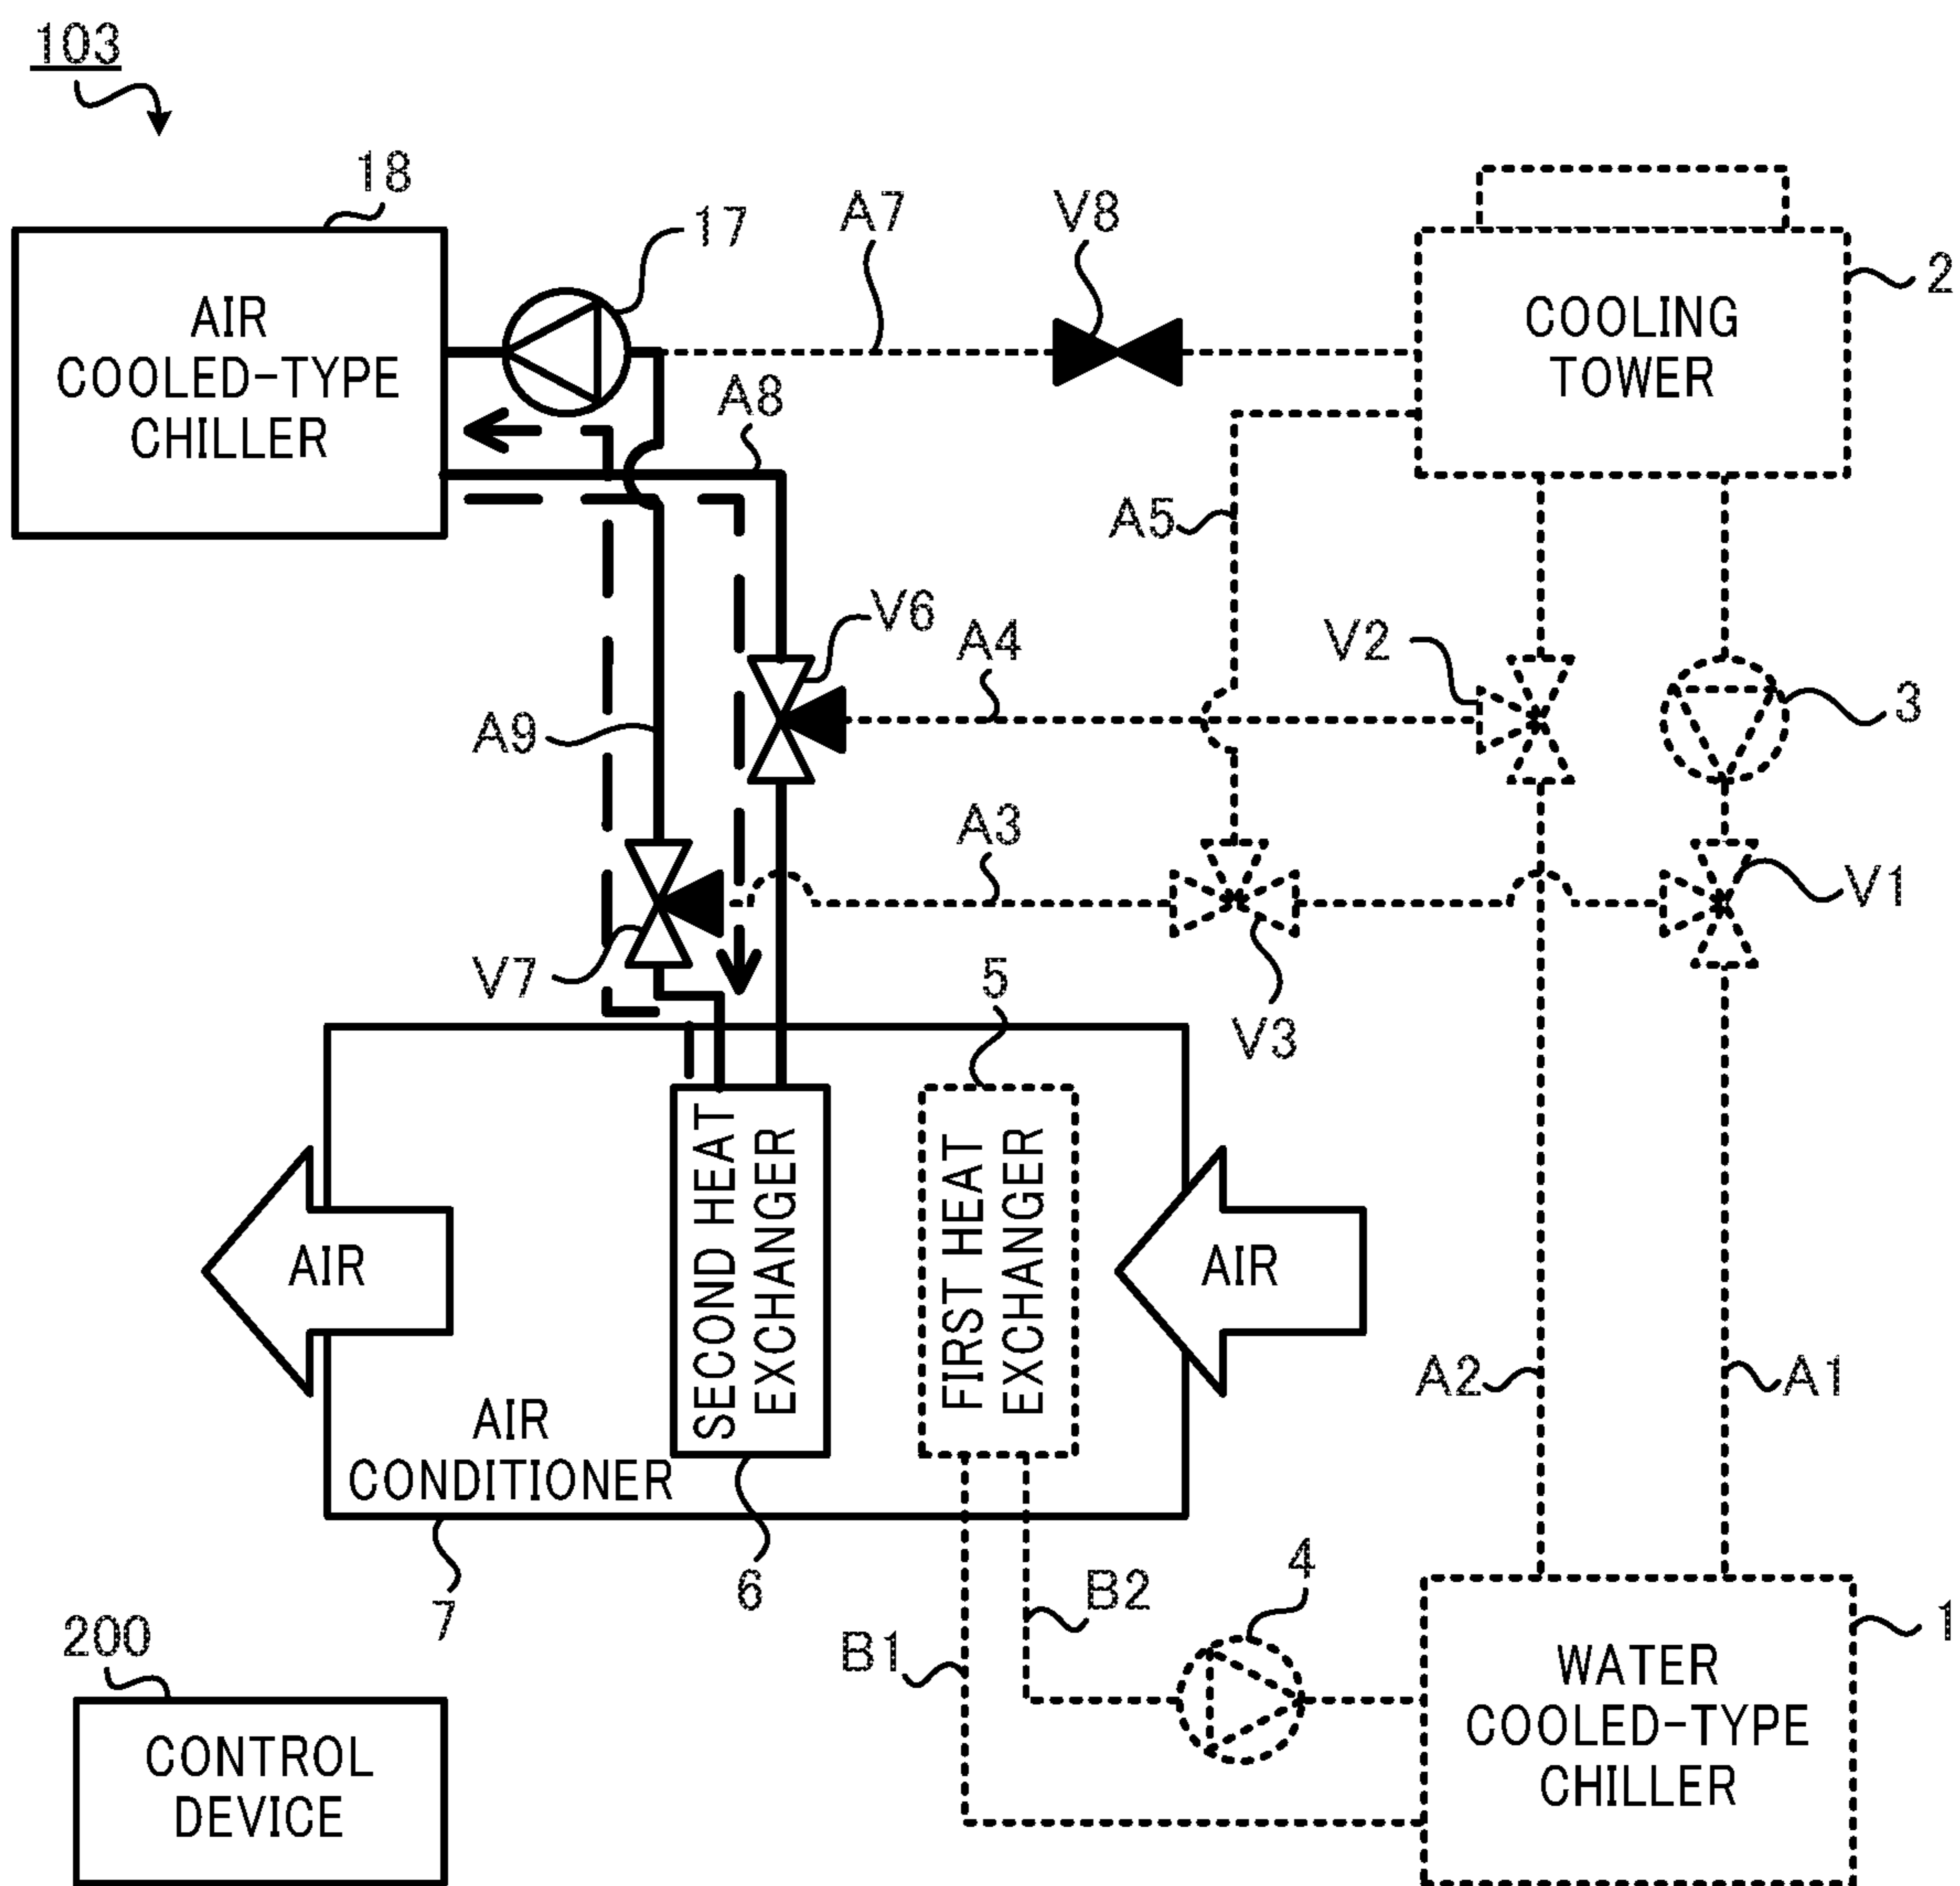 103
18
17
A7
V8
2
AIR
COOLED-TYPE
CHILLER
COOLING
TOWER
A8
A5
V6
A4
V2
3
A9
A3
V1
V7
5
V3
SECOND HEAT
EXCHANGER
FIRST HEAT
EXCHANGER
AIR
AIR
A2
A1
AIR
CONDITIONER
7
6
B2
4
B1
1
200
CONTROL
DEVICE
WATER
COOLED-TYPE
CHILLER